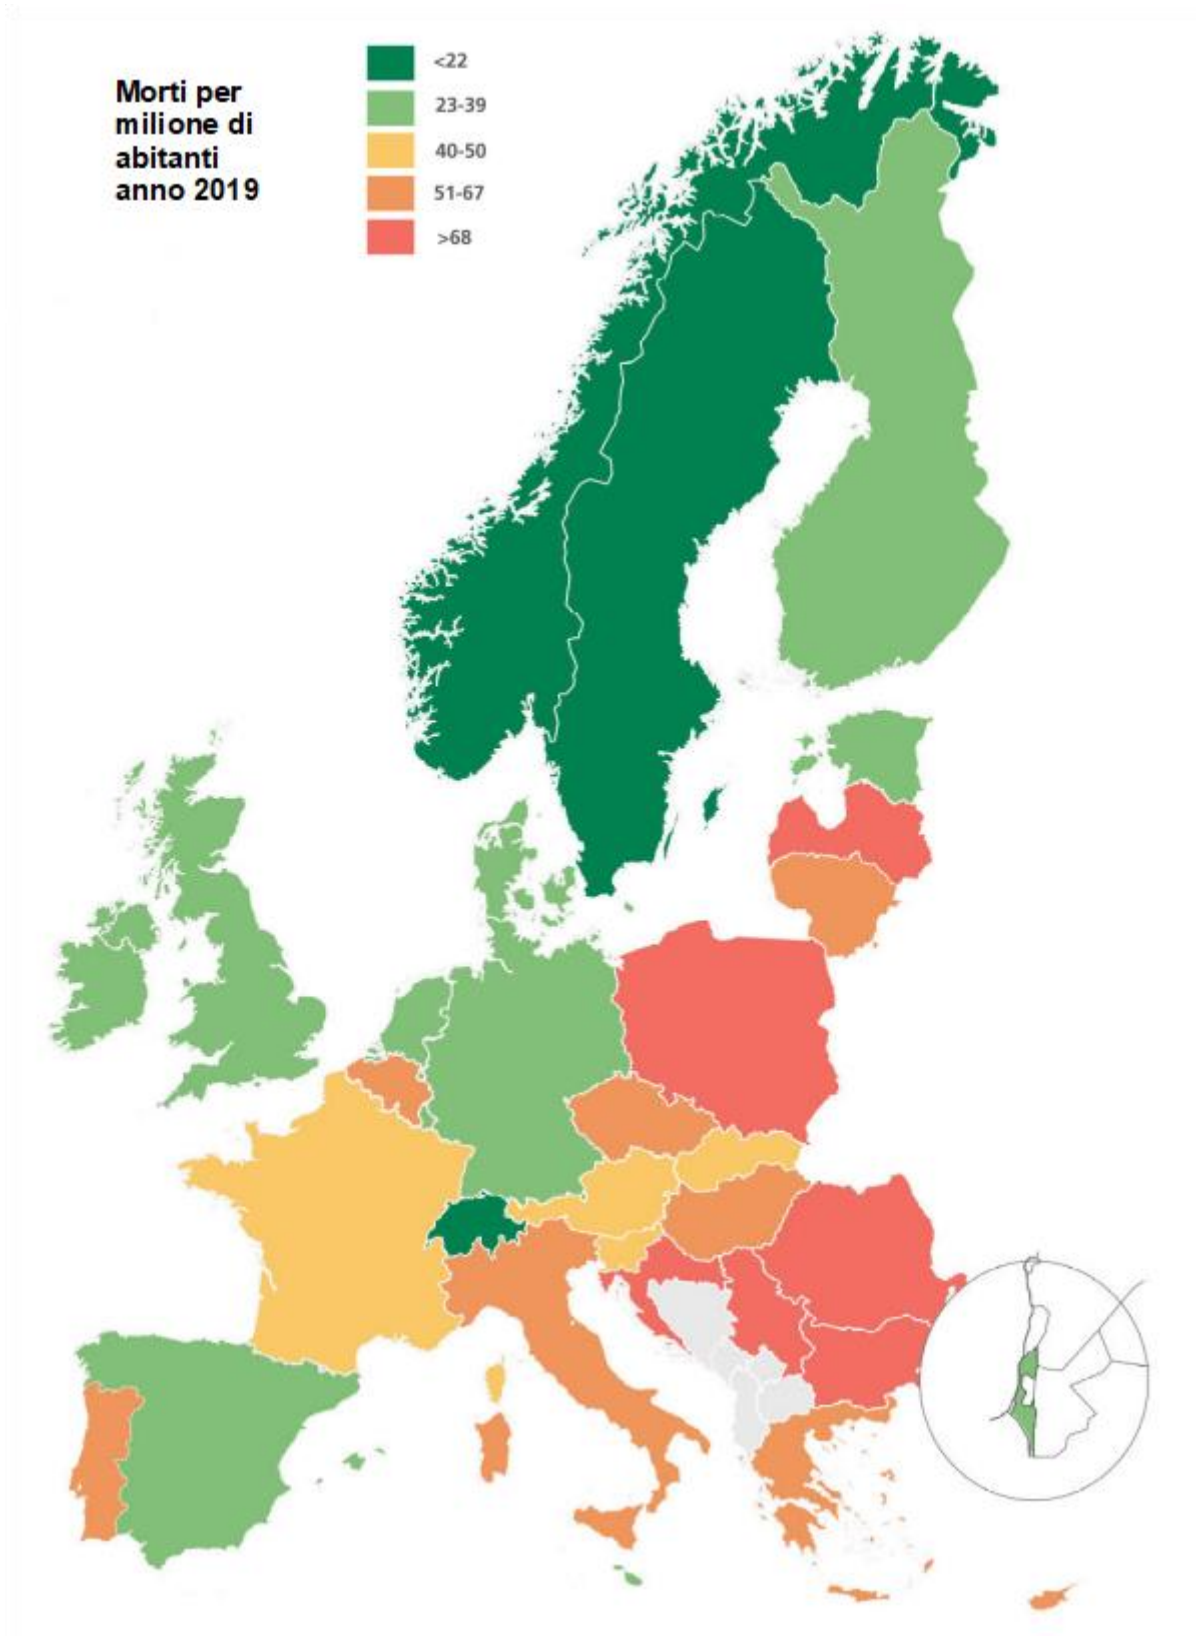 Morti per
milione di
abitanti
anno 2019
<22
23-39
40-50
51-67
>68